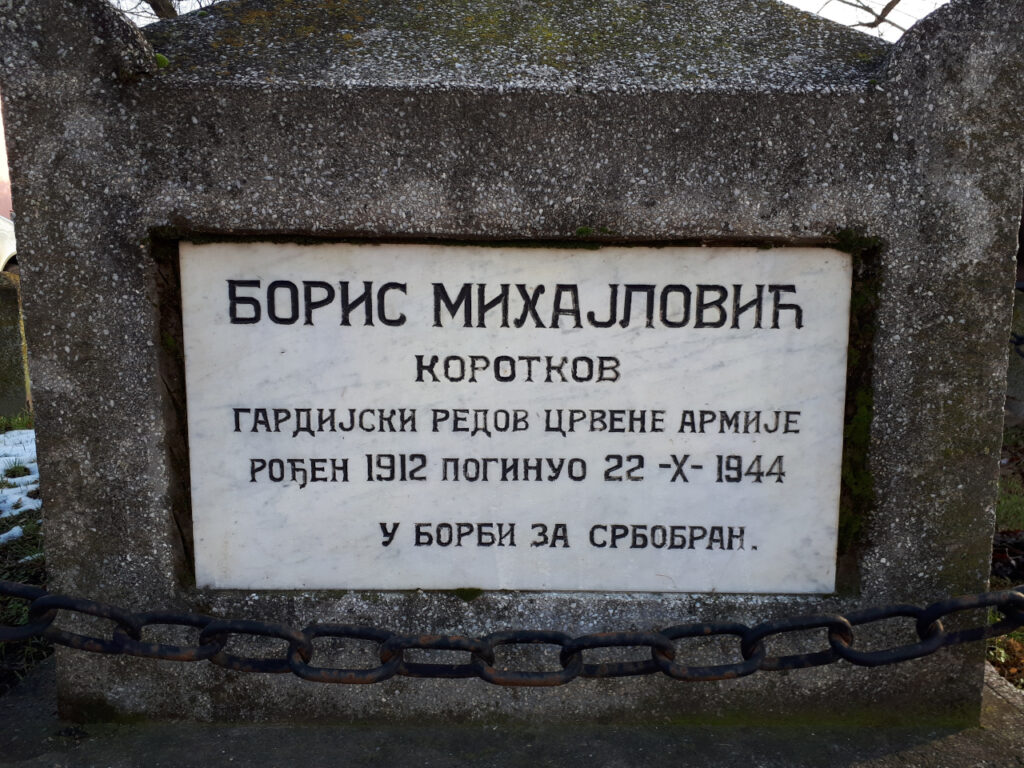 БОРИС МИХАЈЛОВИЋ
КОРОТКОВ
ГАРДИЈСКИ РЕДОВ ЦРВЕНЕ АРМИЈЕ
РОЂЕН 1912 ПОГИНУО 22 -X- 1944
У БОРБИ ЗА СРБОБРАН.